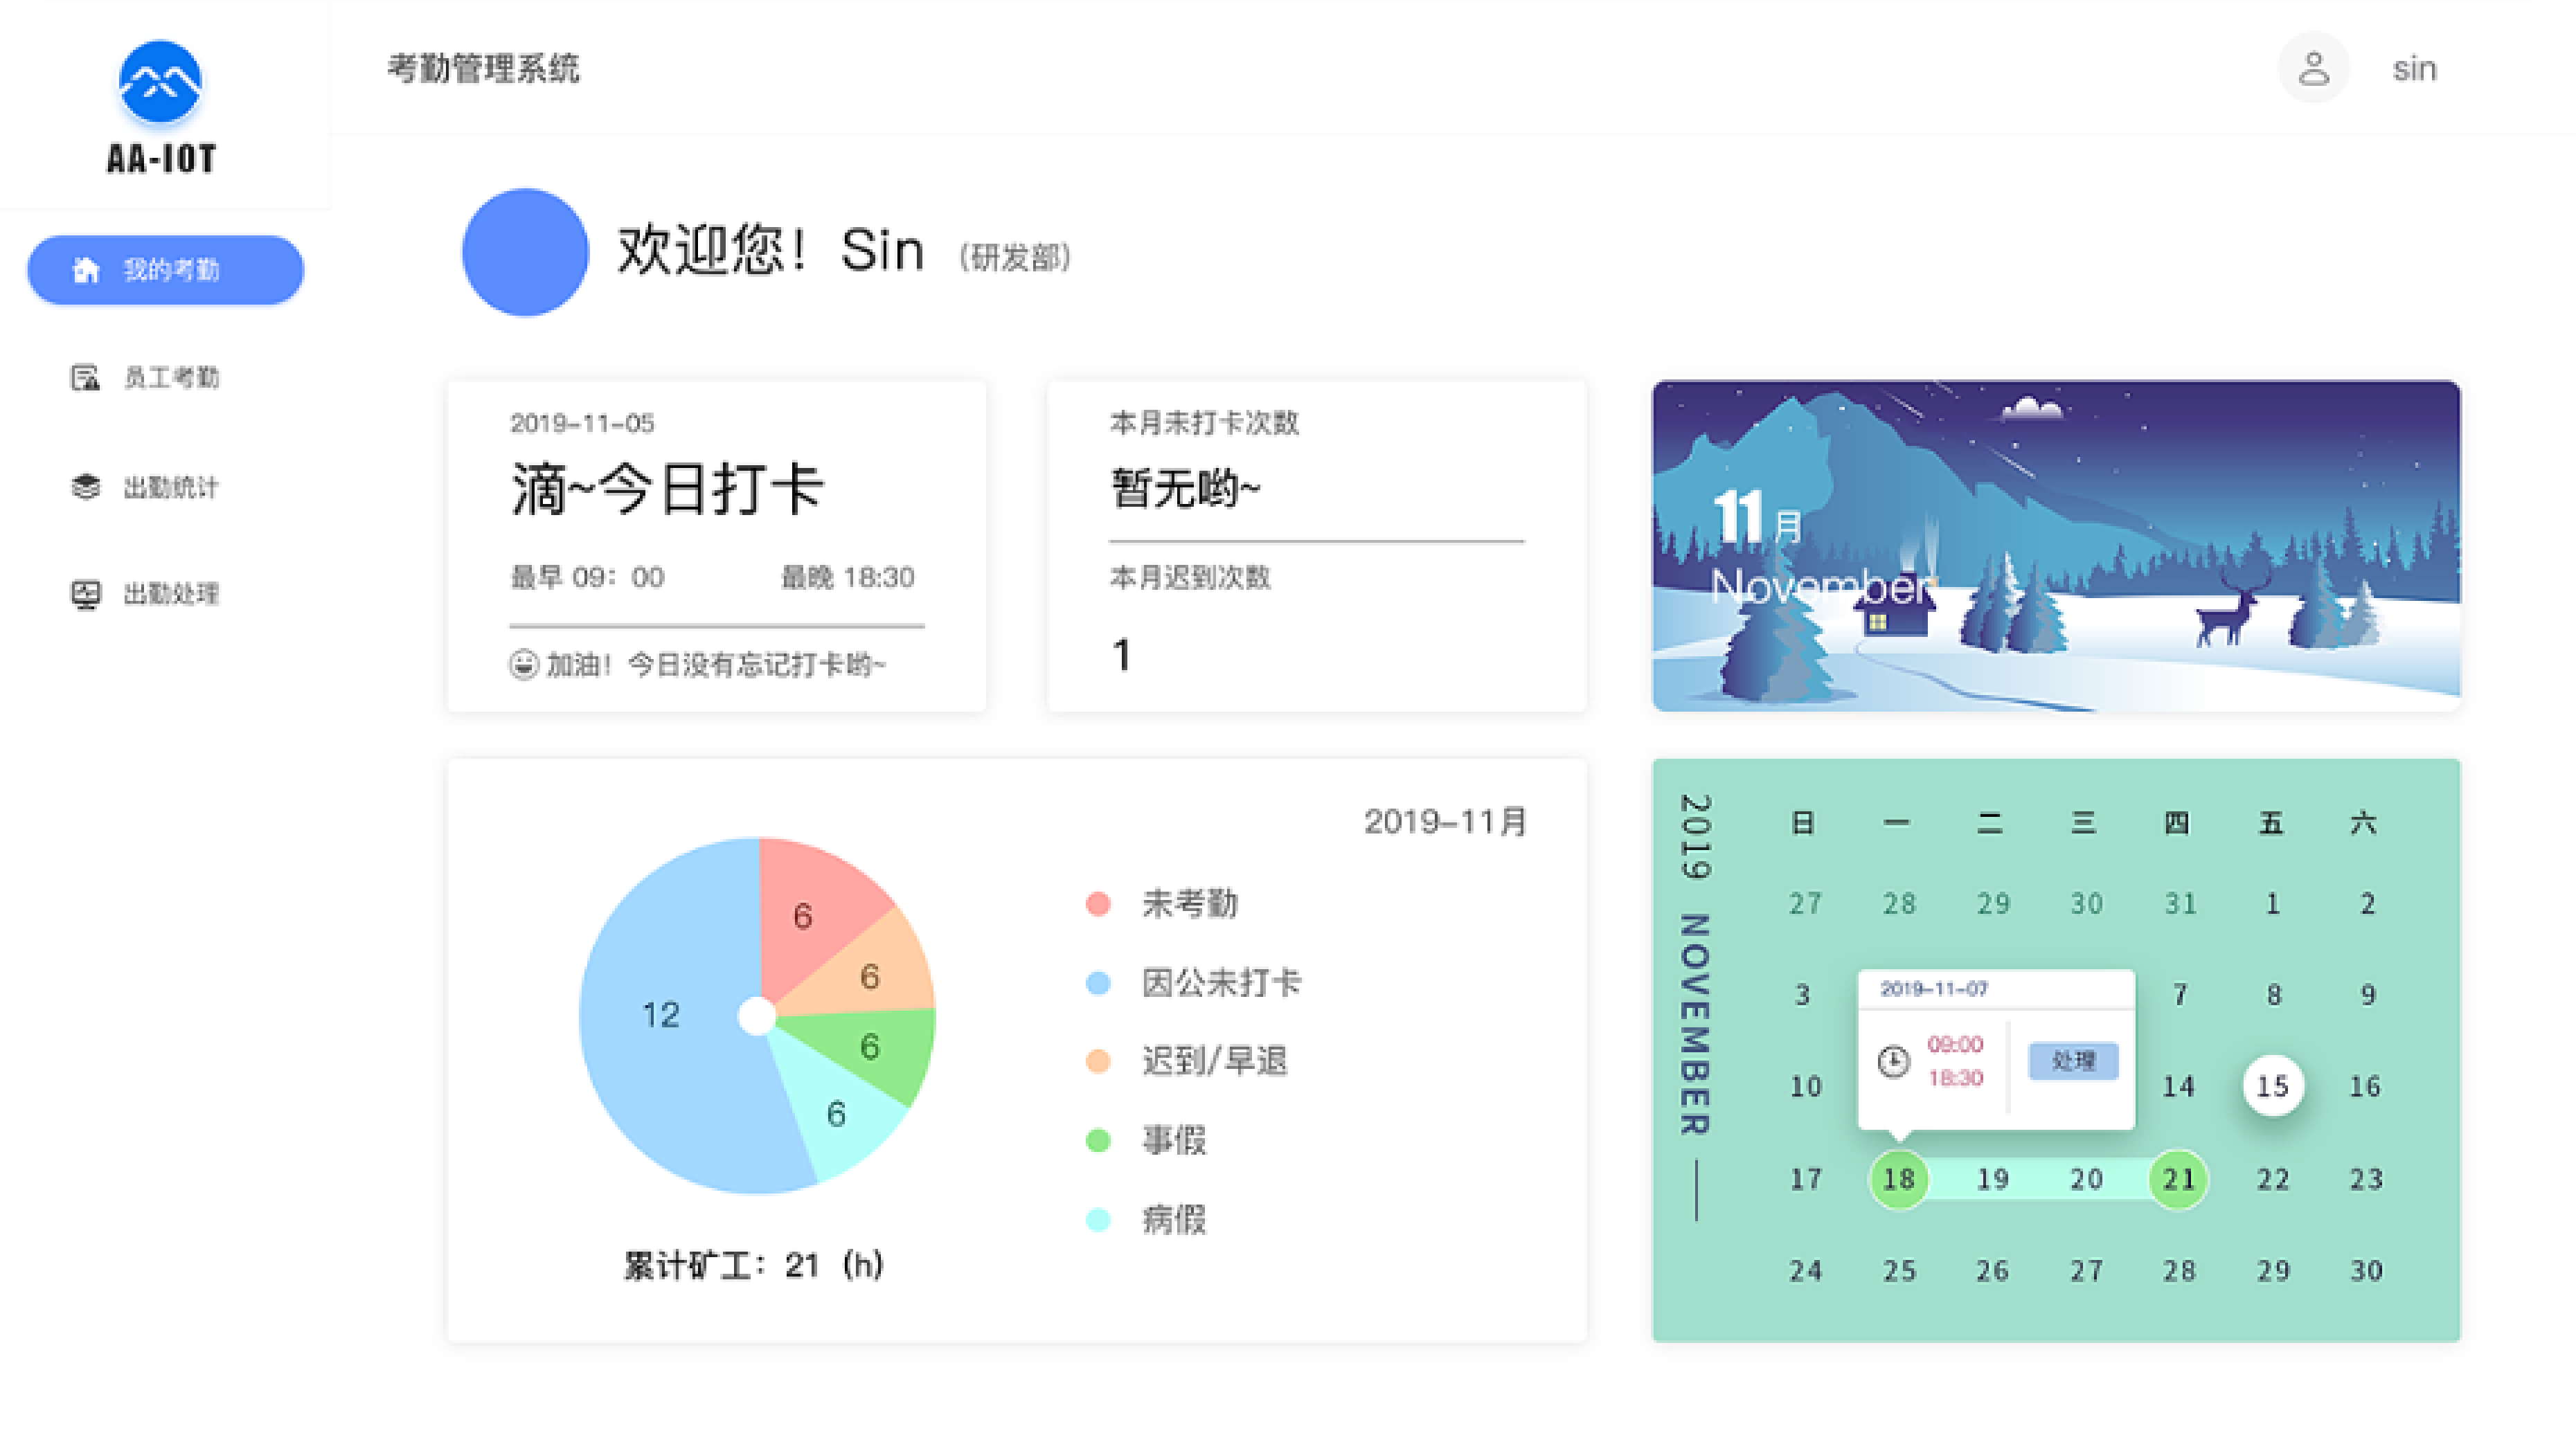 AA-IOT
考勤管理系统
sin
我的考勤
员工考勤
出勤统计
出勤处理
欢迎您！Sin （研发部）
2019-11-05
滴~今日打卡
最早 09：00 最晚 18:30
加油！今日没有忘记打卡哟~
本月未打卡次数
暂无哟~
本月迟到次数
1
11 月
November
2019-11月
6
6
6
6
12
累计矿工：21（h）
未考勤
因公未打卡
迟到/早退
事假
病假
2019 NOVEMBER
日 一 二 三 四 五 六
27 28 29 30 31 1 2
3 7 8 9
2019-11-07
09:00
18:30
处理
10 14 15 16
17 18 19 20 21 22 23
24 25 26 27 28 29 30